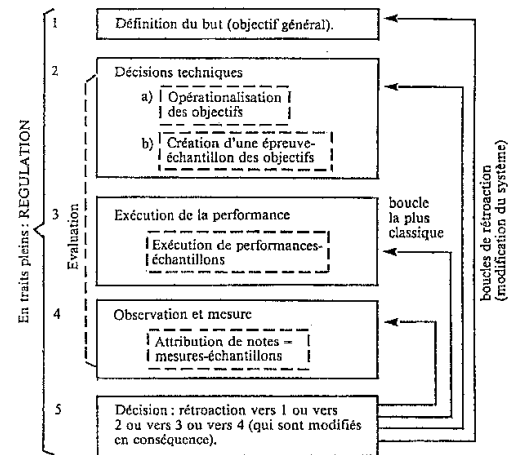 1
Définition du but (objectif général).
2
Décisions techniques
a) Opérationalisation
des objectifs
b) Création d'une épreuve-
échantillon des objectifs
3
Exécution de la performance
Exécution de performances-
échantillons
boucle
la plus
classique
4
Observation et mesure
Attribution de notes =
mesures-échantillons
5
Décision : rétroaction vers 1 ou vers
2 ou vers 3 ou vers 4 (qui sont modifiés
en conséquence).
En traits pleins : REGULATION
Evaluation
boucles de rétroaction
(modification du système)